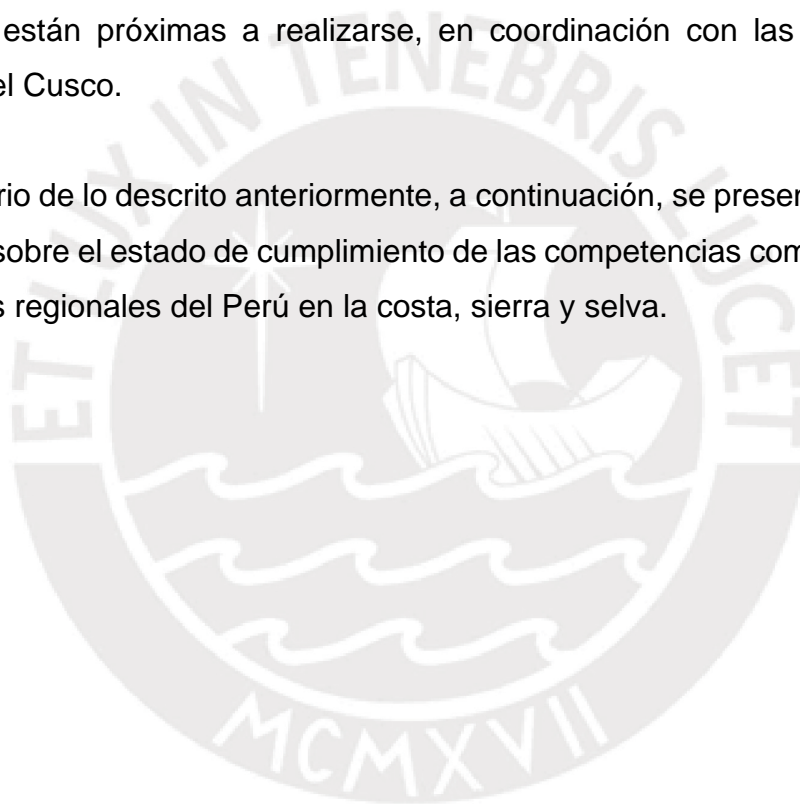 están próximas a realizarse, en coordinación con las
el Cusco.
rio de lo descrito anteriormente, a continuación, se presen
sobre el estado de cumplimiento de las competencias com
s regionales del Perú en la costa, sierra y selva.
ET LUX IN TENEBRIS LUCET
MCMXVII